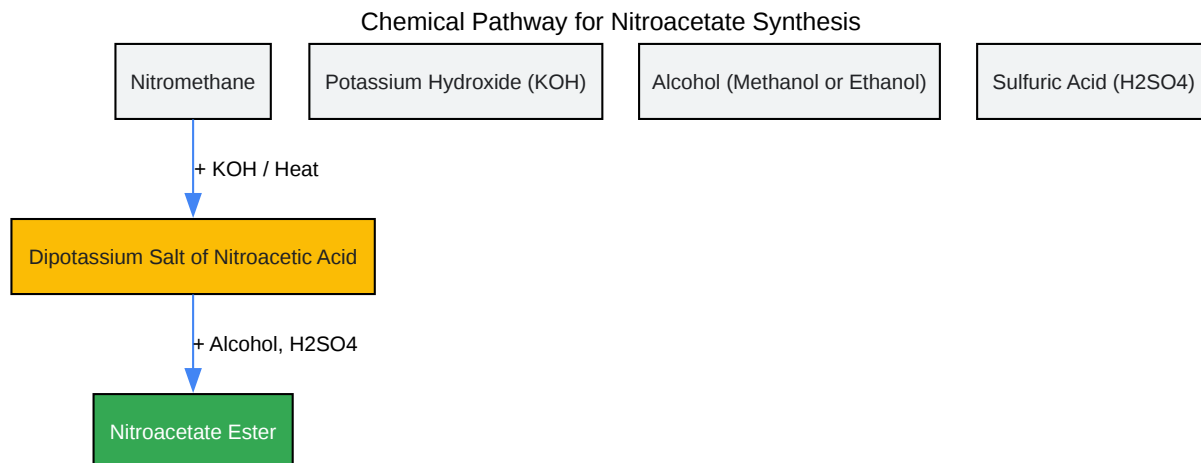 Chemical Pathway for Nitroacetate Synthesis
Nitromethane
Potassium Hydroxide (KOH)
Alcohol (Methanol or Ethanol)
Sulfuric Acid (H2SO4)
+ KOH / Heat
Dipotassium Salt of Nitroacetic Acid
+ Alcohol, H2SO4
Nitroacetate Ester